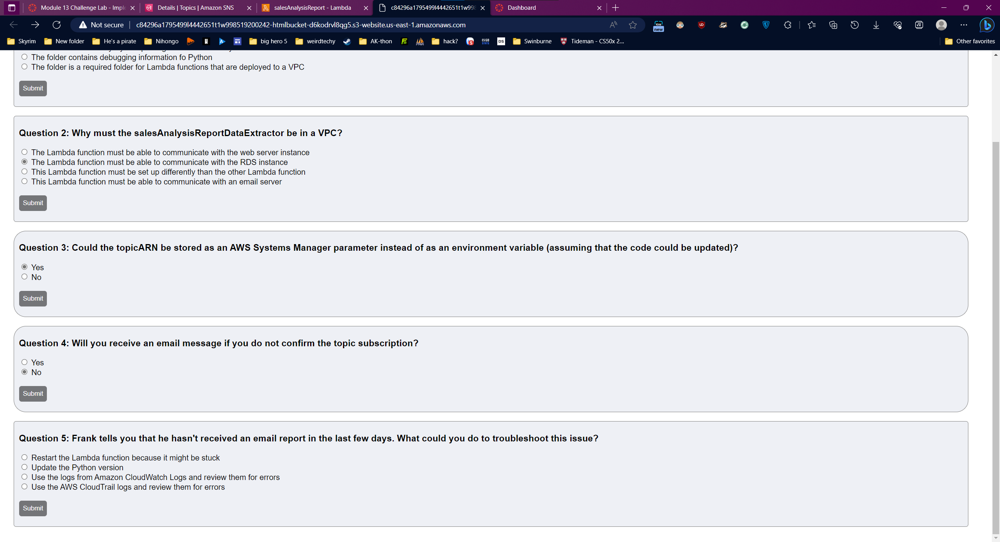 Module 13 Challenge Lab - Imple
Details | Topics | Amazon SNS
salesAnalysisReport - Lambda
c84296a1795499l4442651t1w998
Dashboard
Not secure
c84296a1795499l4442651t1w998519200242-htmlbucket-d6kodrvl8qg5.s3-website.us-east-1.amazonaws.com
new
Skyrim
New folder
He's a pirate
Nihongo
big hero 5
weirdtechy
AK-thon
hack?
DS
Swinburne
Tideman - CS50x 2...
Other favorites
The folder contains debugging information fo Python
The folder is a required folder for Lambda functions that are deployed to a VPC
Submit
Question 2: Why must the salesAnalysisReportDataExtractor be in a VPC?
The Lambda function must be able to communicate with the web server instance
The Lambda function must be able to communicate with the RDS instance
This Lambda function must be set up differently than the other Lambda function
This Lambda function must be able to communicate with an email server
Submit
Question 3: Could the topicARN be stored as an AWS Systems Manager parameter instead of as an environment variable (assuming that the code could be updated)?
Yes
No
Submit
Question 4: Will you receive an email message if you do not confirm the topic subscription?
Yes
No
Submit
Question 5: Frank tells you that he hasn't received an email report in the last few days. What could you do to troubleshoot this issue?
Restart the Lambda function because it might be stuck
Update the Python version
Use the logs from Amazon CloudWatch Logs and review them for errors
Use the AWS CloudTrail logs and review them for errors
Submit